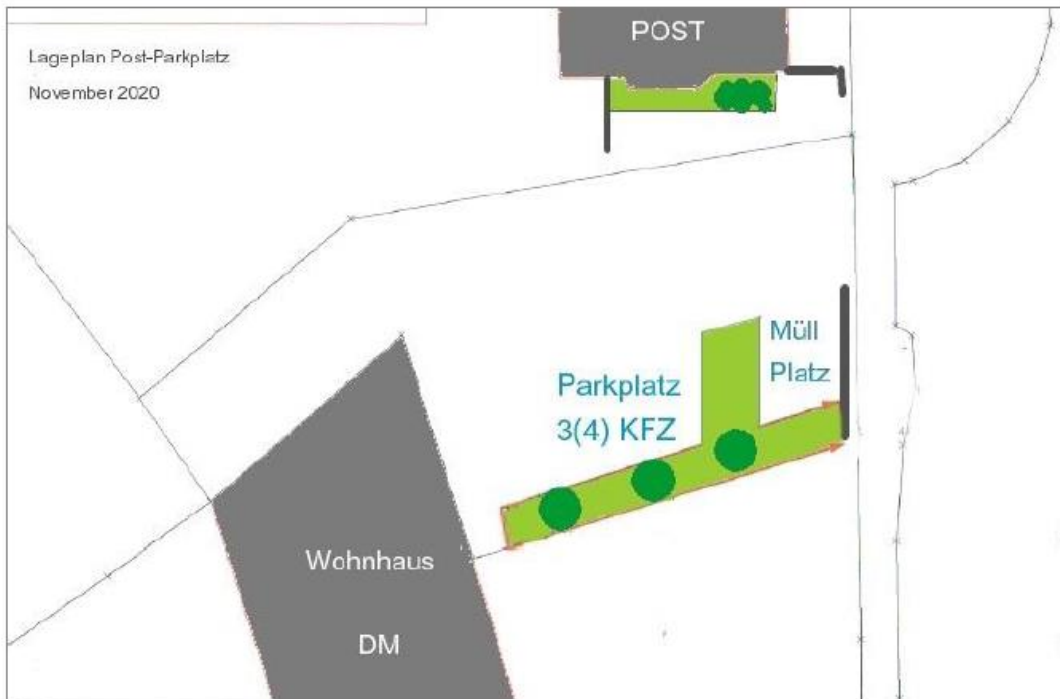 Lageplan Post-Parkplatz
November 2020
POST
Müll
Platz
Parkplatz
3(4) KFZ
Wohnhaus
DM